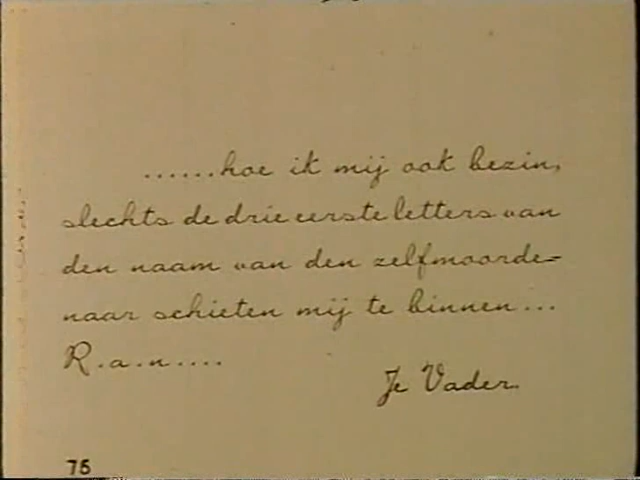 ......hoe ik mij ook bezin,
slechts de drie eerste letters van
den naam van den zelfmoorde=
naar schieten mij te binnen...
R.a.n....
Je Vader.
75